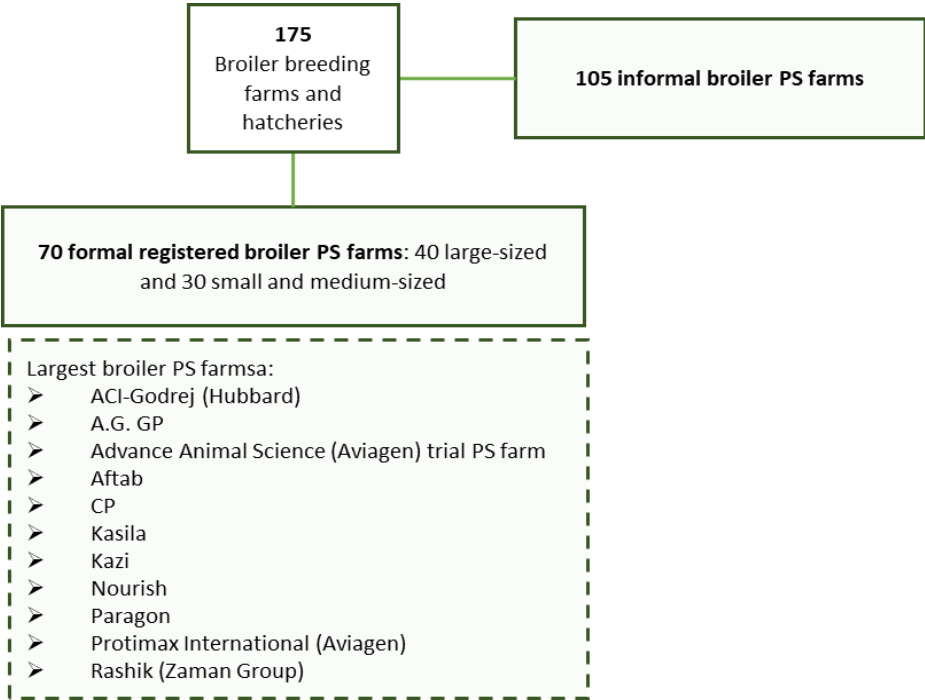 175
Broiler breeding
farms and
hatcheries
105 informal broiler PS farms
70 formal registered broiler PS farms: 40 large-sized
and 30 small and medium-sized
Largest broiler PS farmsa:
➢ ACI-Godrej (Hubbard)
➢ A.G. GP
➢ Advance Animal Science (Aviagen) trial PS farm
➢ Aftab
➢ CP
➢ Kasila
➢ Kazi
➢ Nourish
➢ Paragon
➢ Protimax International (Aviagen)
➢ Rashik (Zaman Group)